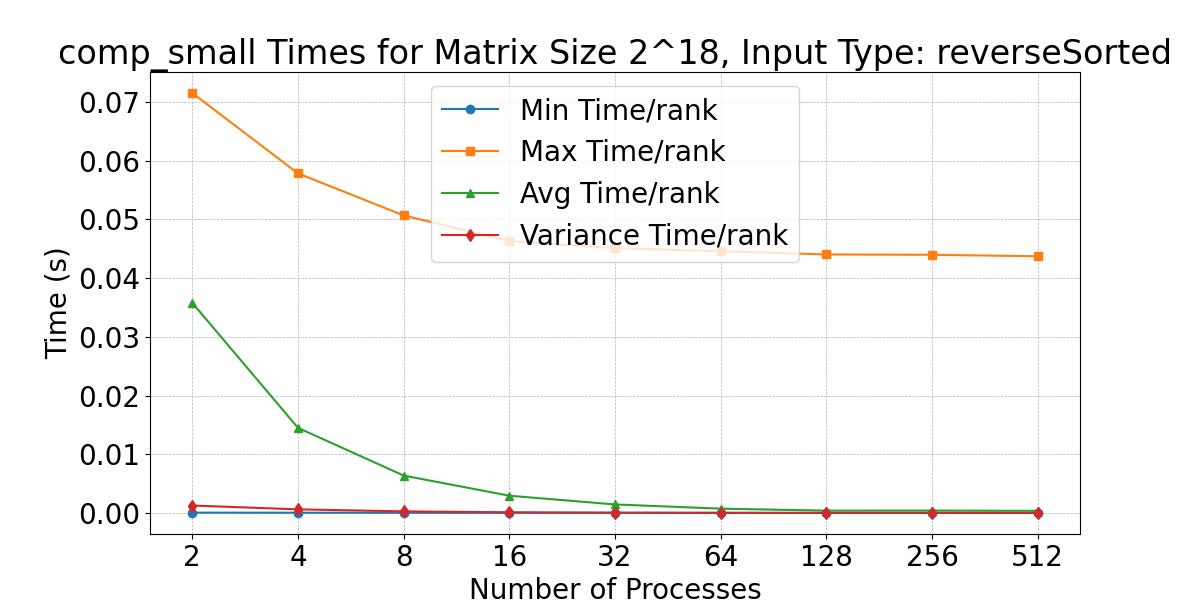 comp_small Times for Matrix Size 2^18, Input Type: reverseSorted
Min Time/rank
Max Time/rank
Avg Time/rank
Variance Time/rank
Time (s)
0.07
0.06
0.05
0.04
0.03
0.02
0.01
0.00
2 4 8 16 32 64 128 256 512
Number of Processes